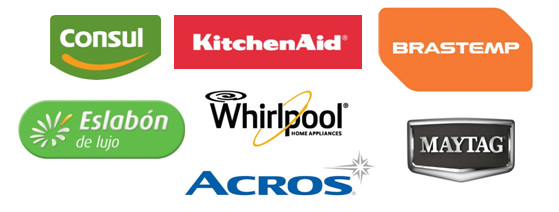 Consul
KitchenAid®
BRASTEMP
Eslabón
de lujo
Whirlpool®
HOME APPLIANCES
MAYTAG®
ACROS®